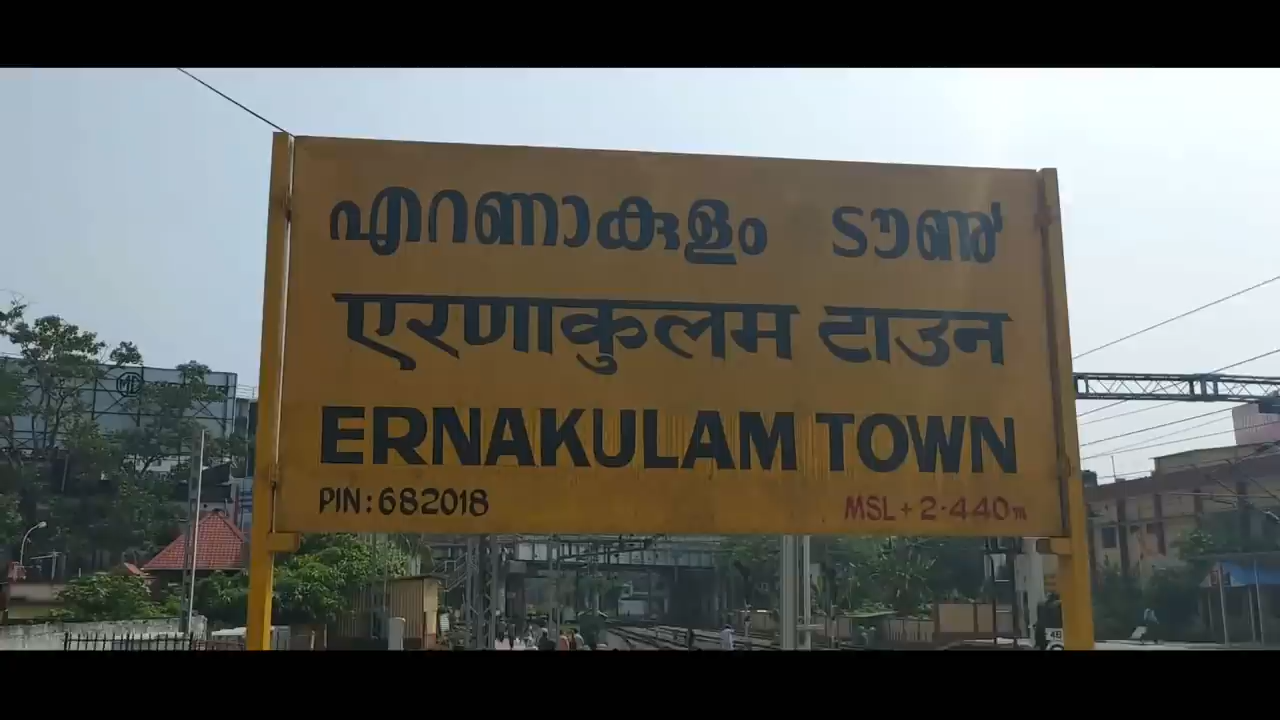 എറണാകുളം ടൗൺ
एरणाकुलम टाउन
ERNAKULAM TOWN
PIN: 682018
MSL + 2·440m